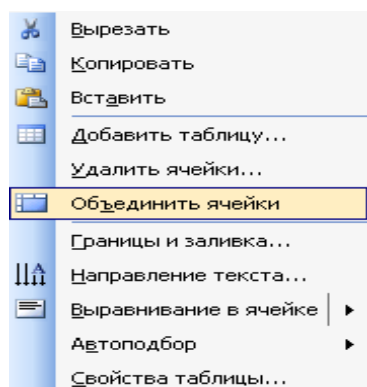 Вырезать
Копировать
Вставить
Добавить таблицу...
Удалить ячейки...
Объединить ячейки
Границы и заливка...
Направление текста...
Выравнивание в ячейке
Автоподбор
Свойства таблицы...